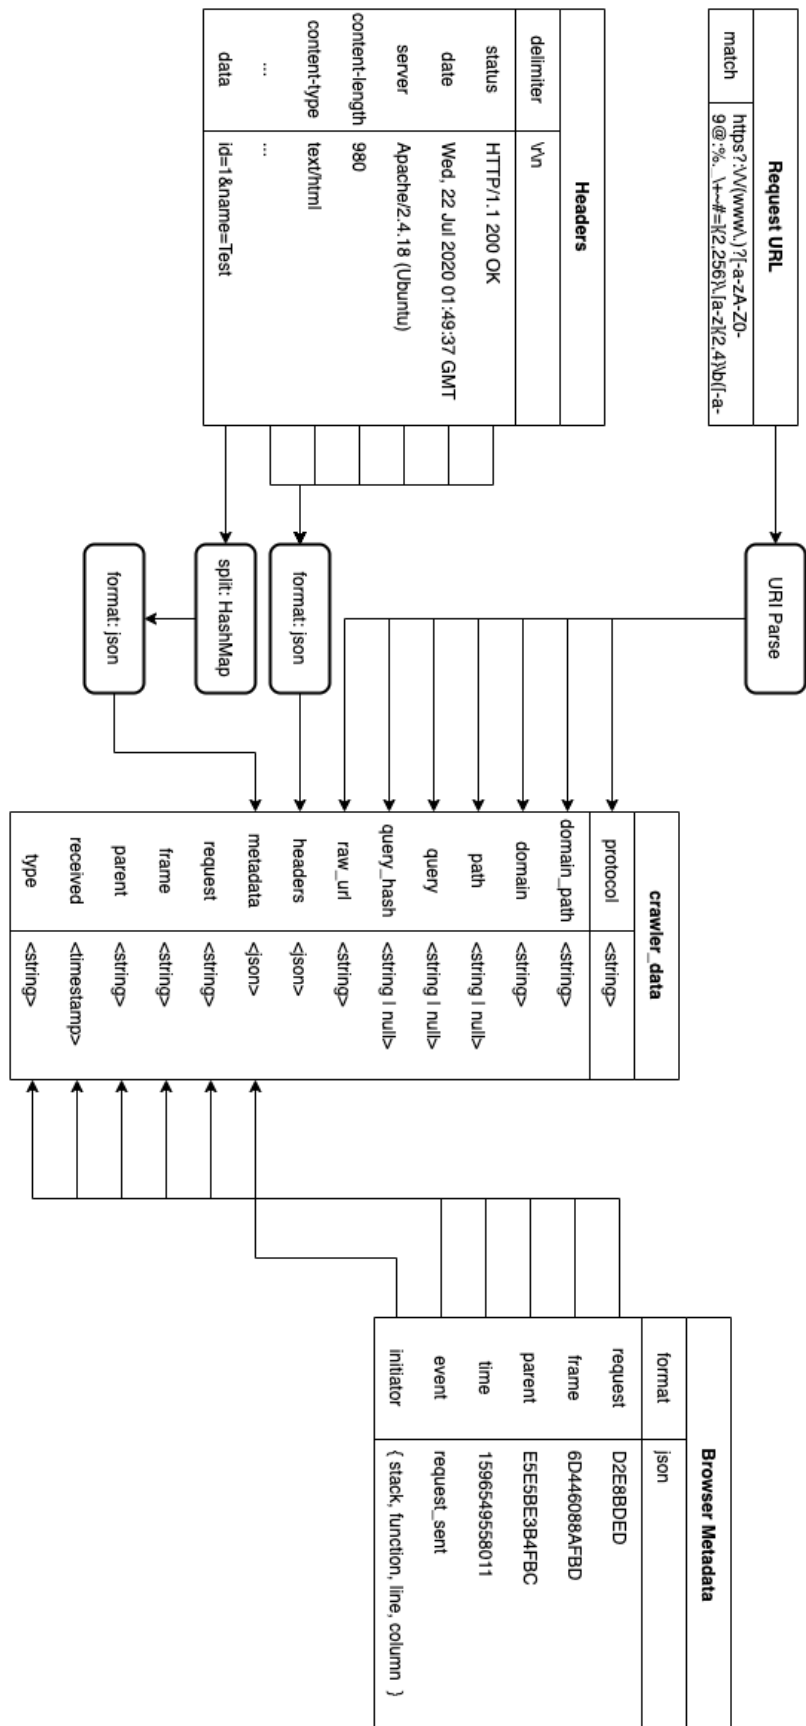 Request URL
match
https?:\/\/(www\.)?[-a-zA-Z0-
9@:%._\+~#=]{2,256}\.[a-z]{2,4}\b([-a-
URI Parse
Headers
delimiter \r\n
status HTTP/1.1 200 OK
date Wed, 22 Jul 2020 01:49:37 GMT
server Apache/2.4.18 (Ubuntu)
content-length 980
content-type text/html
... ...
data id=1&name=Test
format: json
split: HashMap
format: json
crawler_data
protocol <string>
domain_path <string>
domain <string>
path <string | null>
query <string | null>
query_hash <string | null>
raw_url <string>
headers <json>
metadata <json>
request <string>
frame <string>
parent <string>
received <timestamp>
type <string>
Browser Metadata
format json
request D2E8BDED
frame 6D446088AFBD
parent E5E5BE3B4FBC
time 1596549558011
event request_sent
initiator { stack, function, line, column }